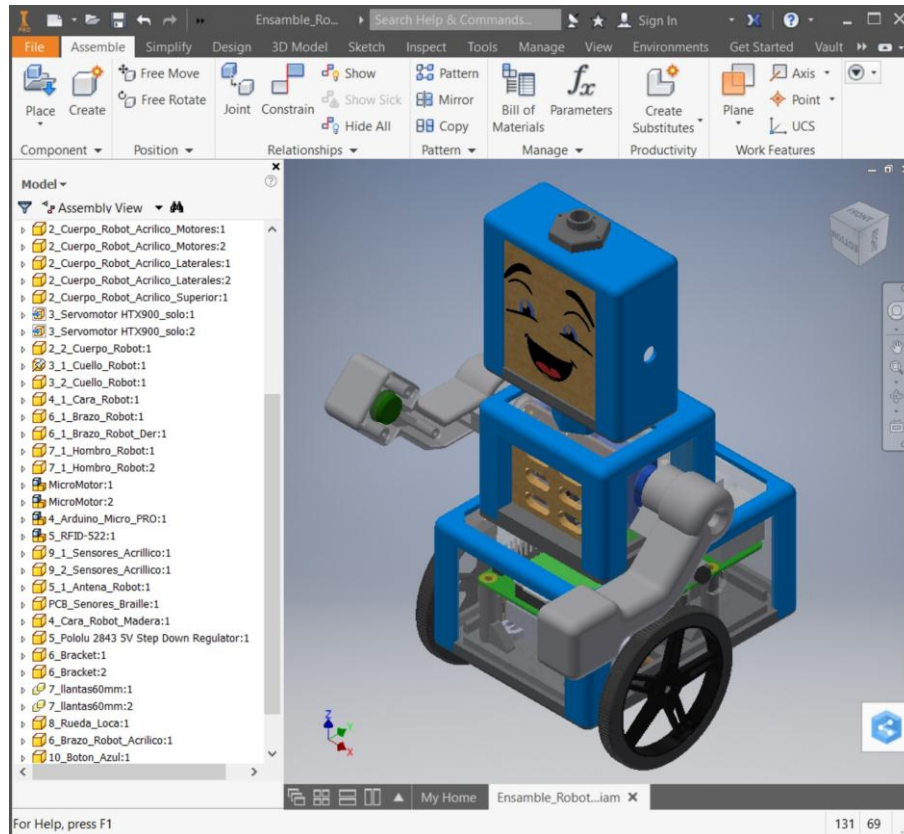 PRO
Ensamble_Ro...
Search Help & Commands...
Sign In
File Assemble Simplify Design 3D Model Sketch Inspect Tools Manage View Environments Get Started Vault
Place
Create
Free Move
Free Rotate
Joint
Constrain
Show
Show Sick
Hide All
Pattern
Mirror
Copy
Bill of
Materials
Parameters
Create
Substitutes
Plane
Axis
Point
UCS
Component
Position
Relationships
Pattern
Manage
Productivity
Work Features
Model
Assembly View
2_Cuerpo_Robot_Acrilico_Motores:1
2_Cuerpo_Robot_Acrilico_Motores:2
2_Cuerpo_Robot_Acrilico_Laterales:1
2_Cuerpo_Robot_Acrilico_Laterales:2
2_Cuerpo_Robot_Acrilico_Superior:1
3_Servomotor HTX900_solo:1
3_Servomotor HTX900_solo:2
2_2_Cuerpo_Robot:1
3_1_Cuello_Robot:1
3_2_Cuello_Robot:1
4_1_Cara_Robot:1
6_1_Brazo_Robot:1
6_1_Brazo_Robot_Der:1
7_1_Hombro_Robot:1
7_1_Hombro_Robot:2
MicroMotor:1
MicroMotor:2
4_Arduino_Micro_PRO:1
5_RFID-522:1
9_1_Sensores_Acrillico:1
9_2_Sensores_Acrilico:1
5_1_Antena_Robot:1
PCB_Senores_Braille:1
4_Cara_Robot_Madera:1
5_Pololu 2843 5V Step Down Regulator:1
6_Bracket:1
6_Bracket:2
7_llantas60mm:1
7_llantas60mm:2
8_Rueda_Loca:1
6_Brazo_Robot_Acrilico:1
10_Boton_Azul:1
FRONT
BOTTOM
RIGHT
Z
Y
X
My Home
Ensamble_Robot...iam
For Help, press F1
131 69